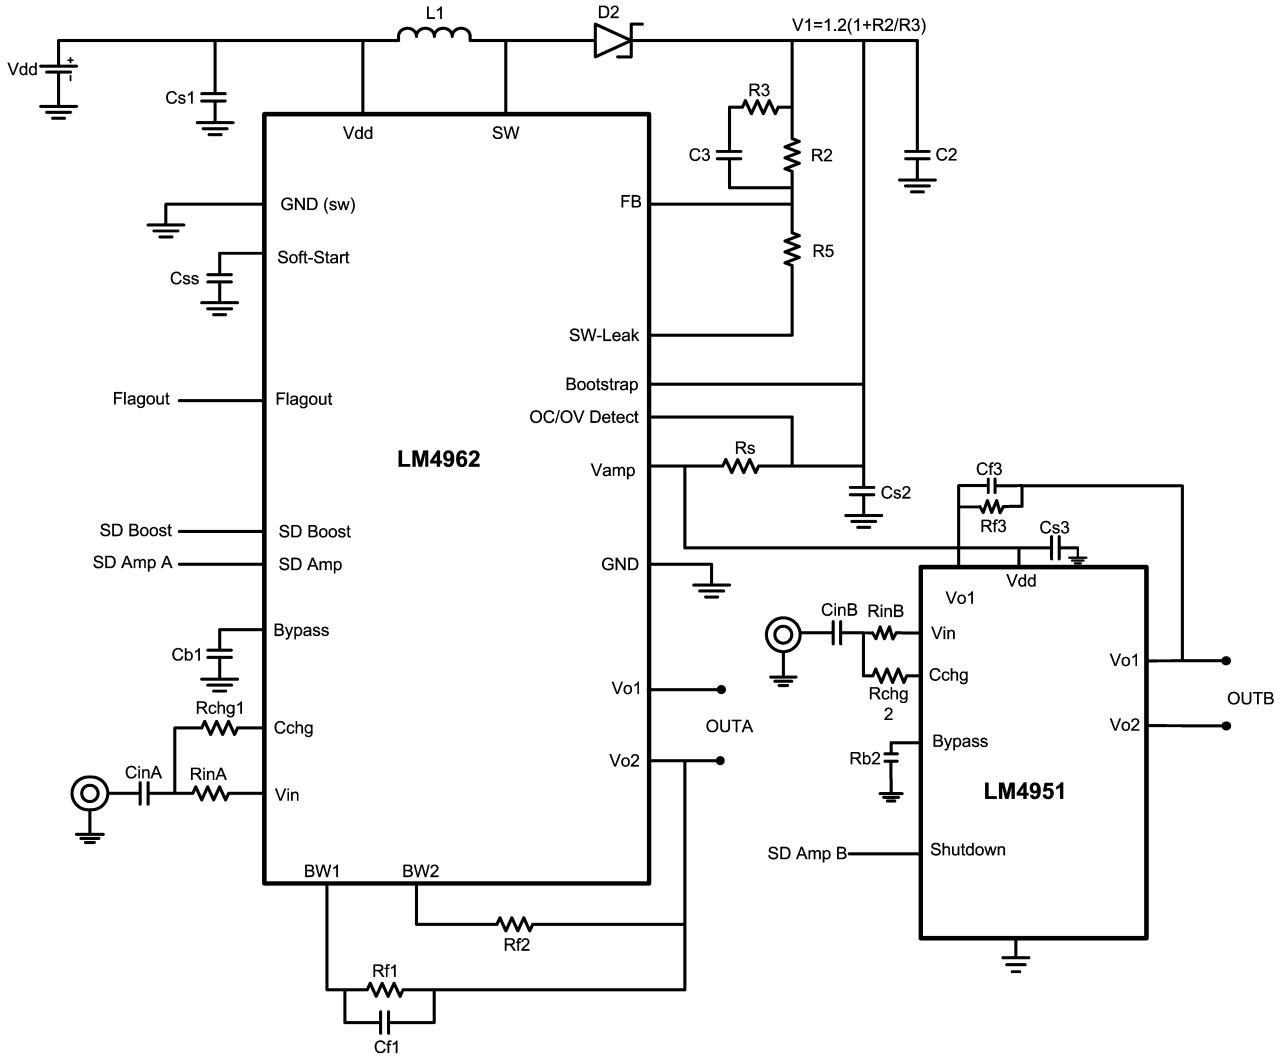 L1
D2
V1=1.2(1+R2/R3)
Vdd
+
Cs1
Vdd
SW
R3
C3
R2
C2
GND (sw)
FB
Soft-Start
R5
Css
SW-Leak
Bootstrap
Flagout
Flagout
OC/OV Detect
LM4962
Rs
Vamp
Cf3
Cs2
Rf3
SD Boost
SD Boost
Cs3
SD Amp A
SD Amp
GND
Vdd
Vo1
CinB
RinB
Vin
Bypass
Cb1
Vo1
Cchg
Rchg
2
Vo1
OUTB
Rchg1
Cchg
OUTA
Vo2
Bypass
Rb2
Vo2
CinA
RinA
Vin
LM4951
SD Amp B
Shutdown
BW1
BW2
Rf2
Rf1
Cf1